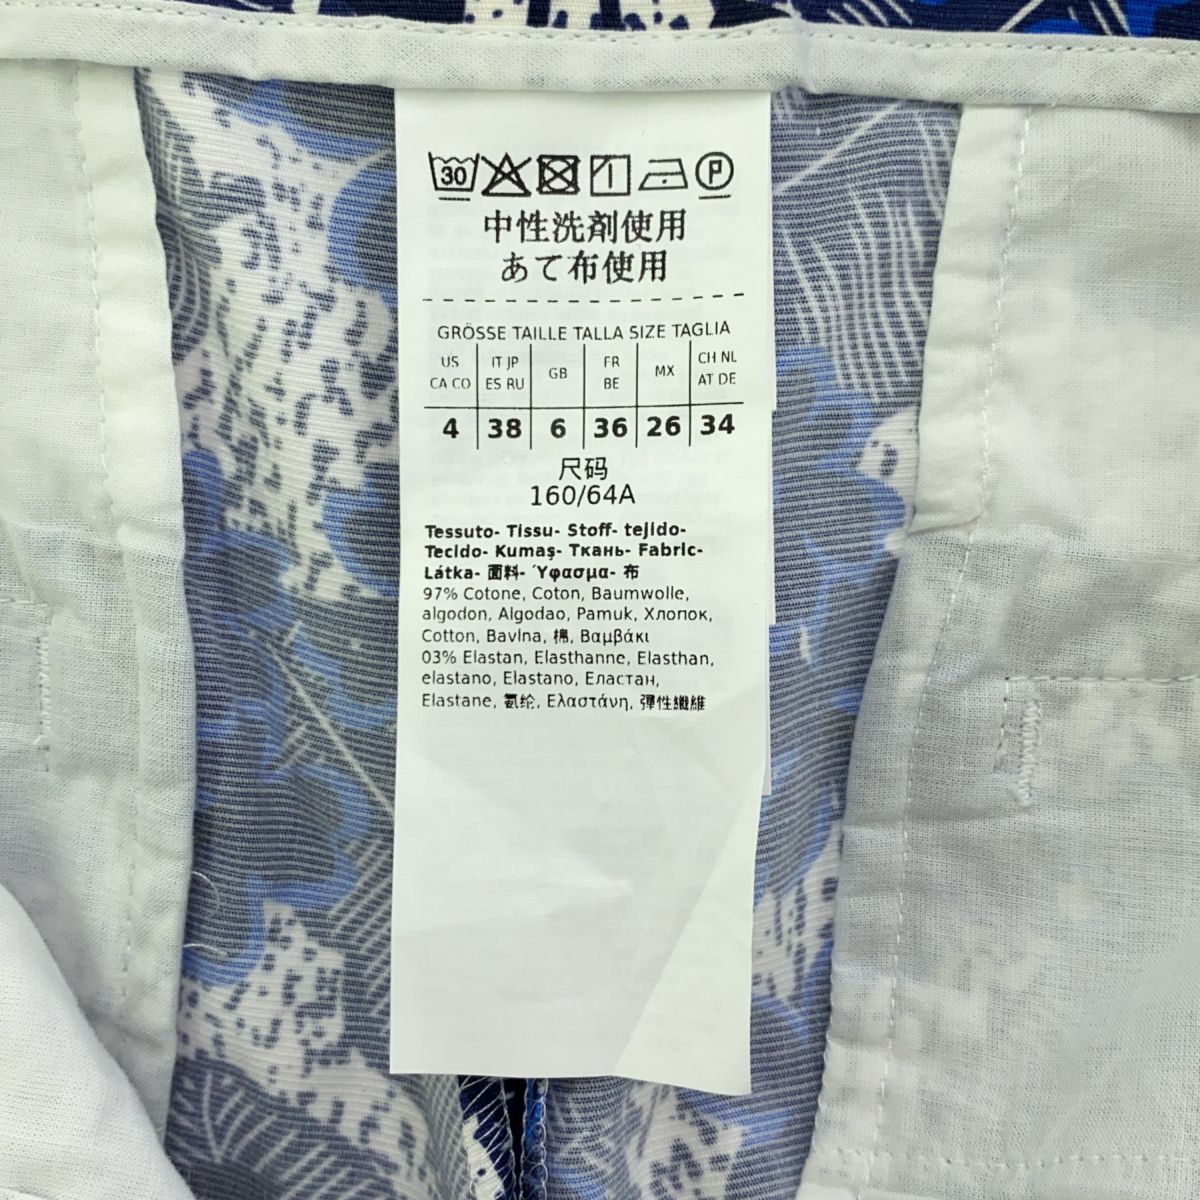 30 P
中性洗剤使用
あて布使用
GRÖSSE TAILLE TALLA SIZE TAGLIA
US CA CO IT JP ES RU GB FR BE MX CH NL AT DE
4 38 6 36 26 34
尺码
160/64A
Tessuto- Tissu- Stoff- tejido-
Tecido- Kumaş- Ткань- Fabric-
Látka- 面料- Ύφασμα- 布
97% Cotone, Coton, Baumwolle,
algodon, Algodao, Pamuk, Хлопок,
Cotton, Bavlna, 棉, Βαμβάκι
03% Elastan, Elasthanne, Elasthan,
elastano, Elastano, Еластан,
Elastane, 氨纶, Ελαστάνη, 彈性纖維